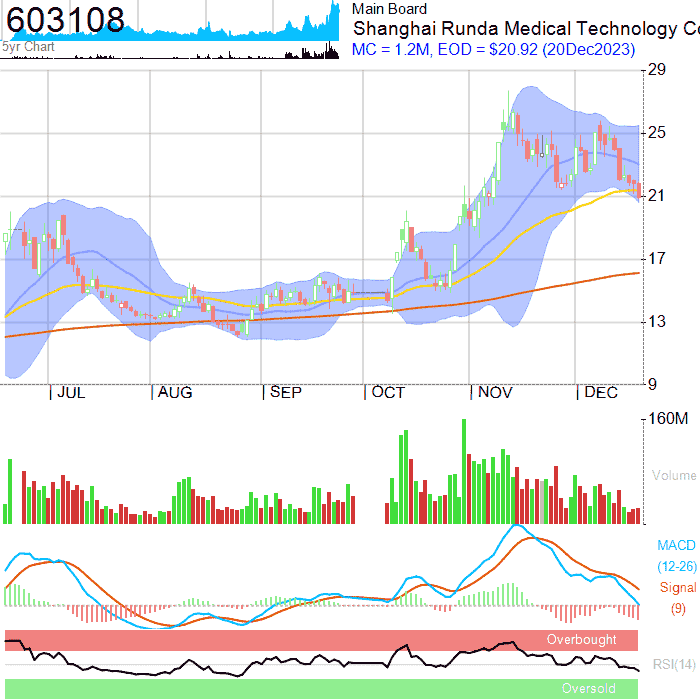 603108
5yr Chart
Main Board
Shanghai Runda Medical Technology Co
MC = 1.2M, EOD = $20.92 (20Dec2023)
29
25
21
17
13
9
JUL AUG SEP OCT NOV DEC
160M
Volume
MACD
(12-26)
Signal
(9)
Overbought
RSI(14)
Oversold